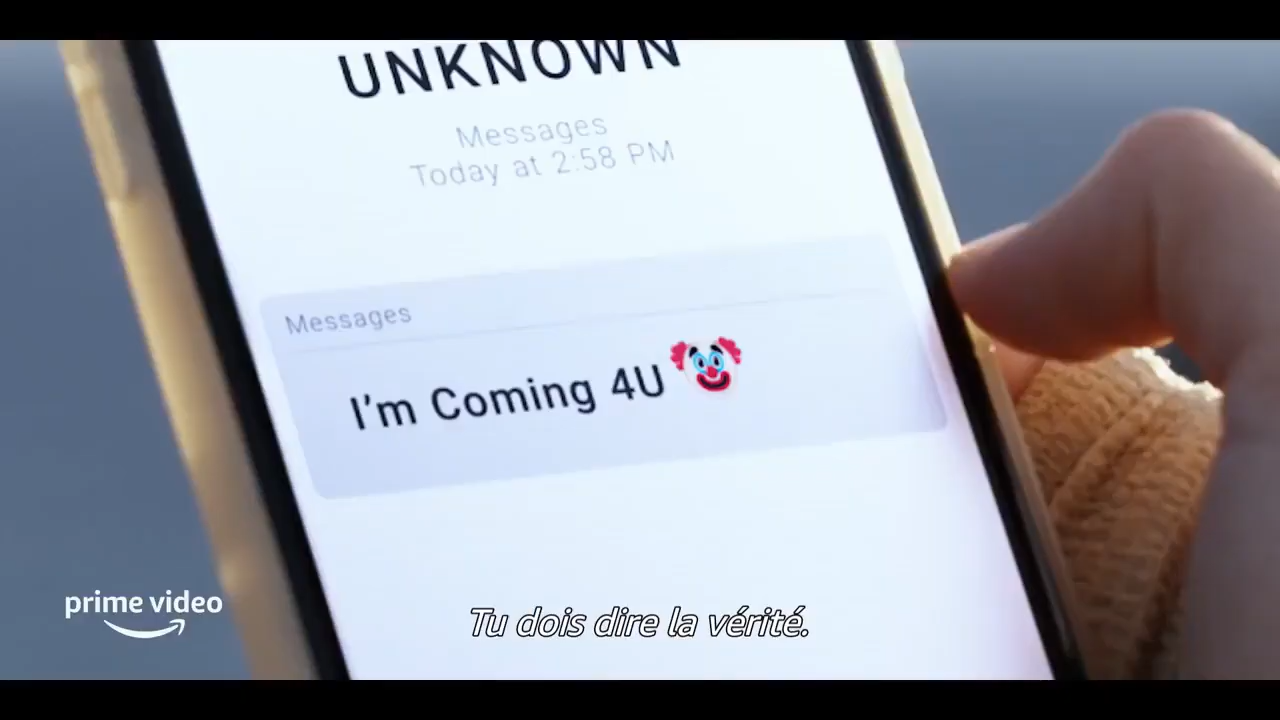 UNKNOWN
Messages
Today at 2:58 PM
Messages
I'm Coming 4U 🤡
prime video
Tu dois dire la vérité.